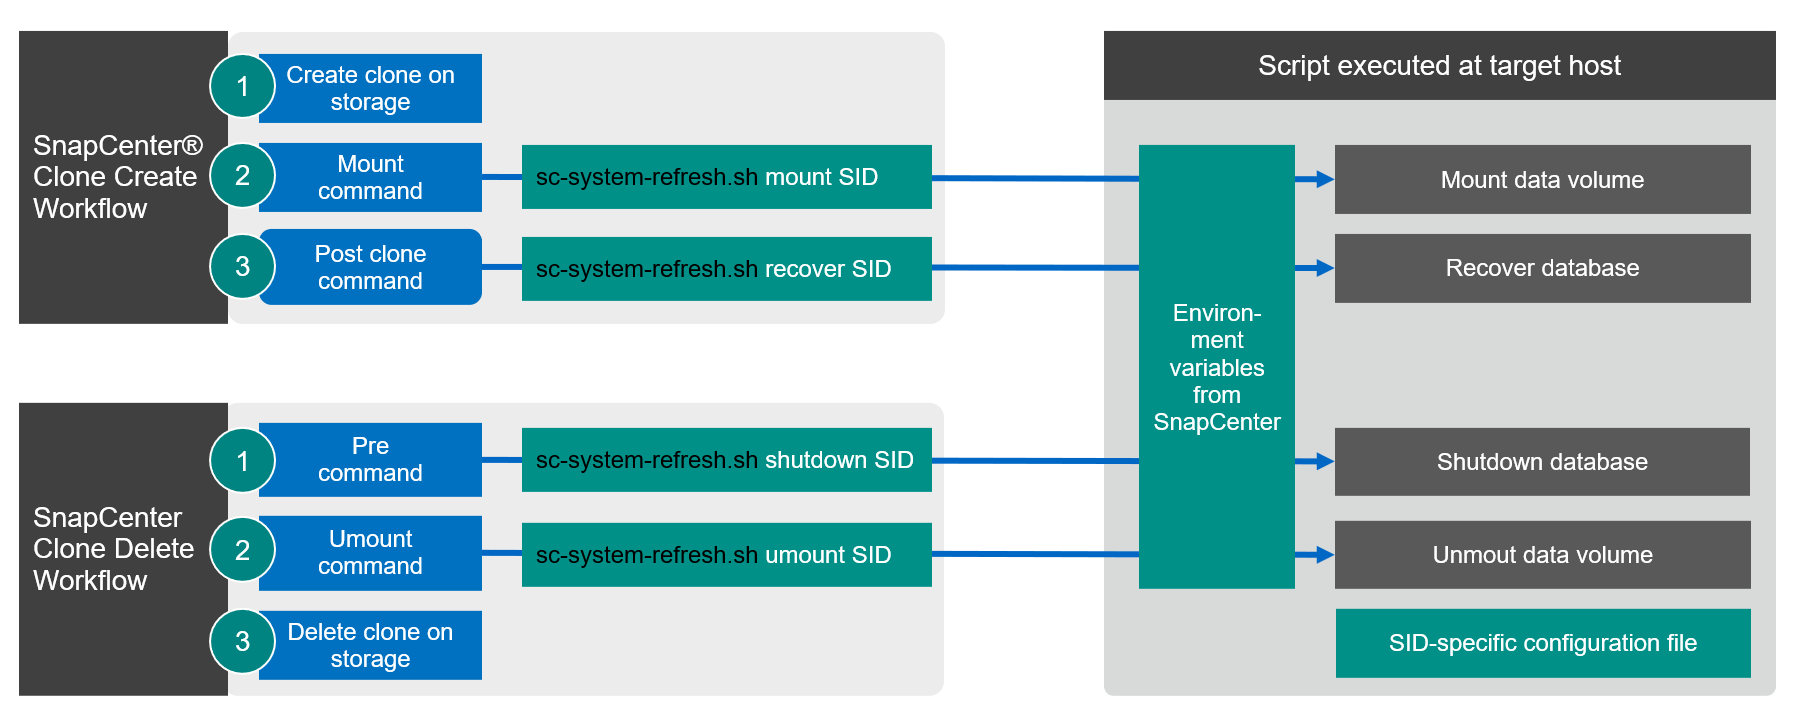 SnapCenter®
Clone Create
Workflow
1
Create clone on
storage
2
Mount
command
sc-system-refresh.sh mount SID
3
Post clone
command
sc-system-refresh.sh recover SID
SnapCenter
Clone Delete
Workflow
1
Pre
command
sc-system-refresh.sh shutdown SID
2
Umount
command
sc-system-refresh.sh umount SID
3
Delete clone on
storage
Script executed at target host
Environ-
ment
variables
from
SnapCenter
Mount data volume
Recover database
Shutdown database
Unmout data volume
SID-specific configuration file